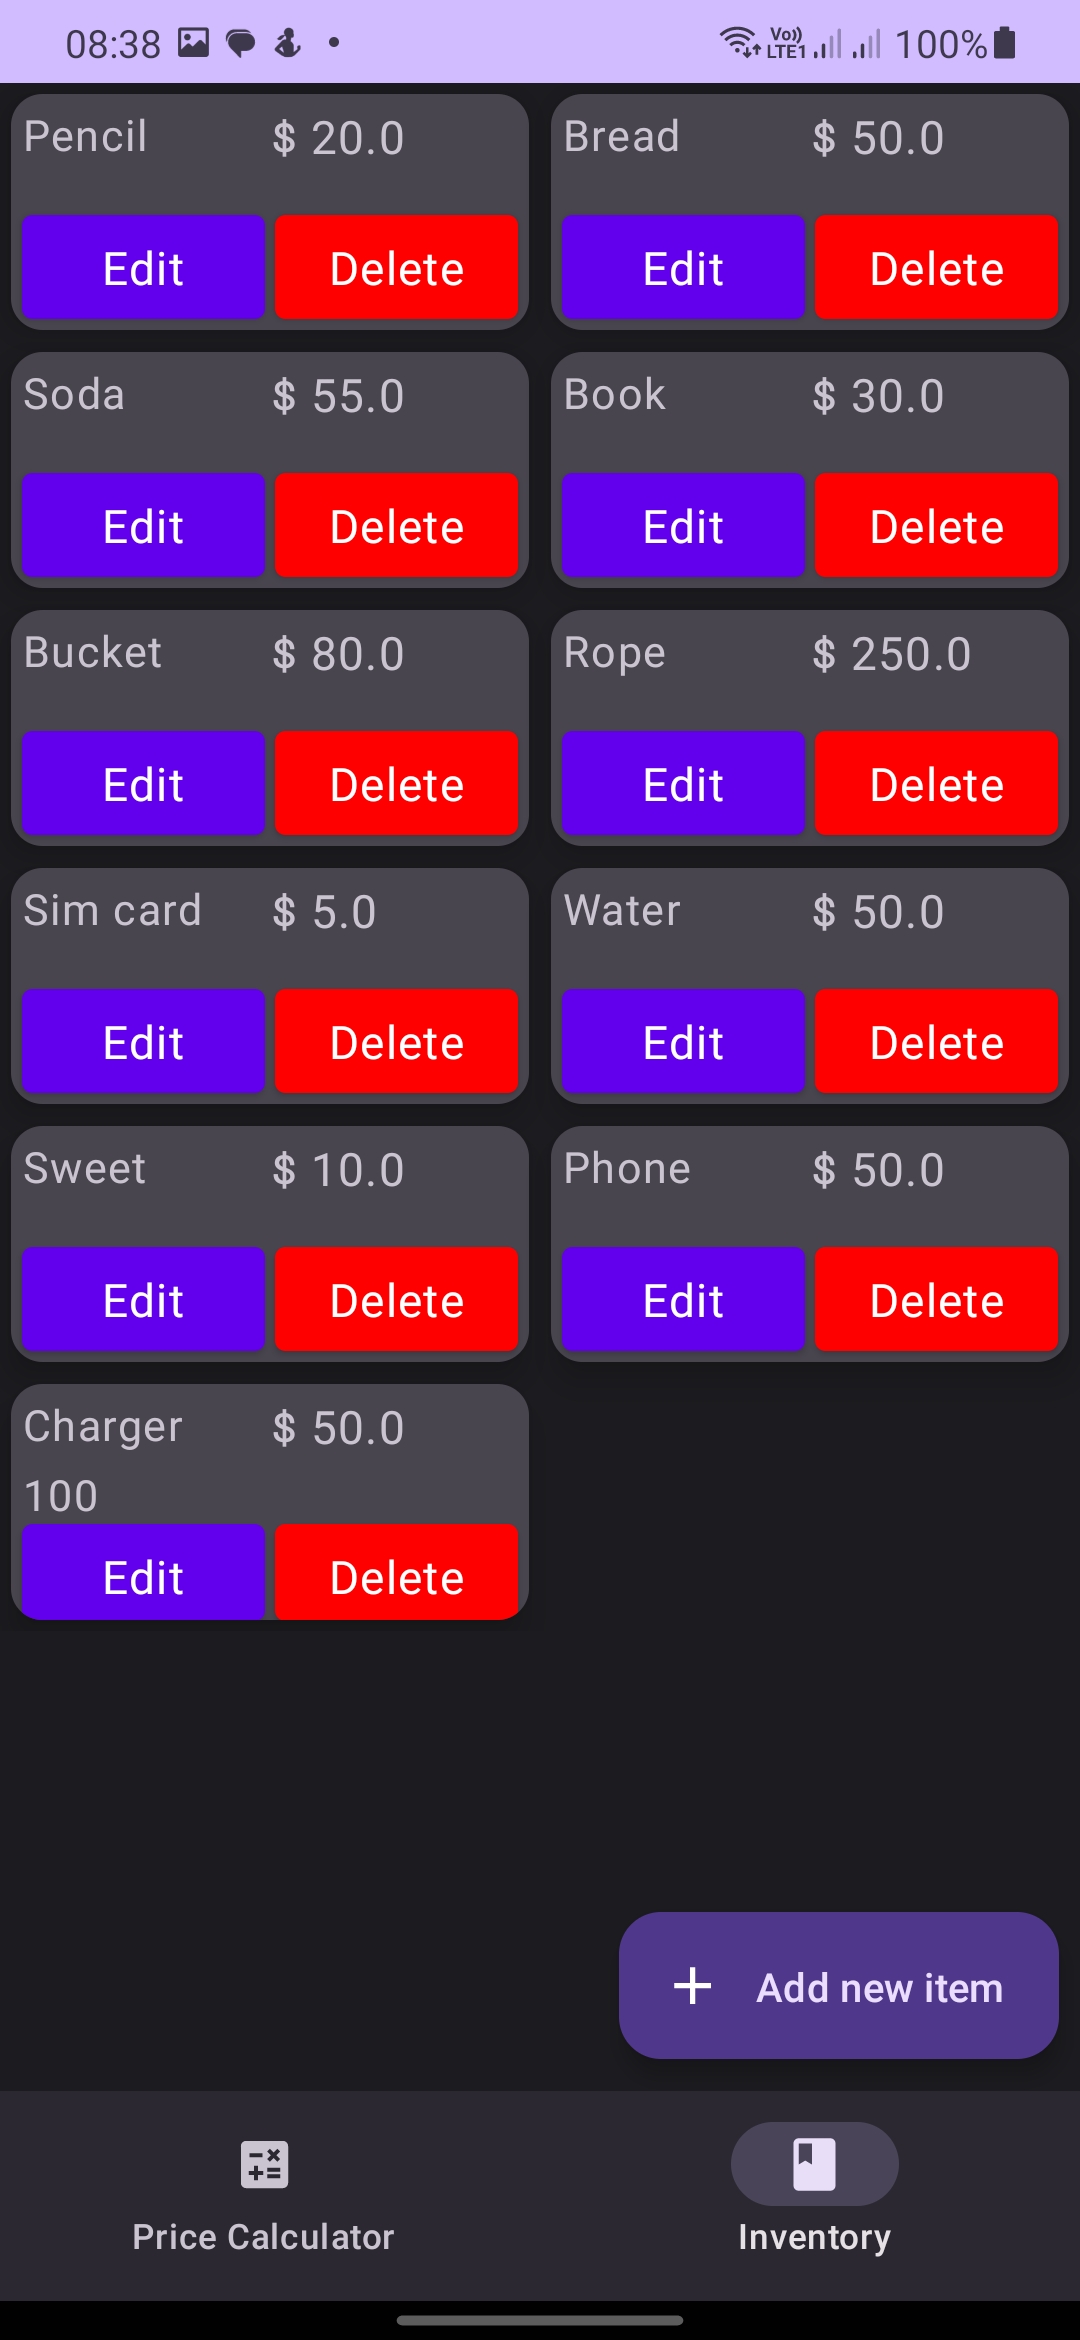 08:38 Vo)) LTE1 100%
Pencil $ 20.0 Bread $ 50.0
Edit Delete Edit Delete
Soda $ 55.0 Book $ 30.0
Edit Delete Edit Delete
Bucket $ 80.0 Rope $ 250.0
Edit Delete Edit Delete
Sim card $ 5.0 Water $ 50.0
Edit Delete Edit Delete
Sweet $ 10.0 Phone $ 50.0
Edit Delete Edit Delete
Charger $ 50.0
100
Edit Delete
Add new item
Price Calculator Inventory